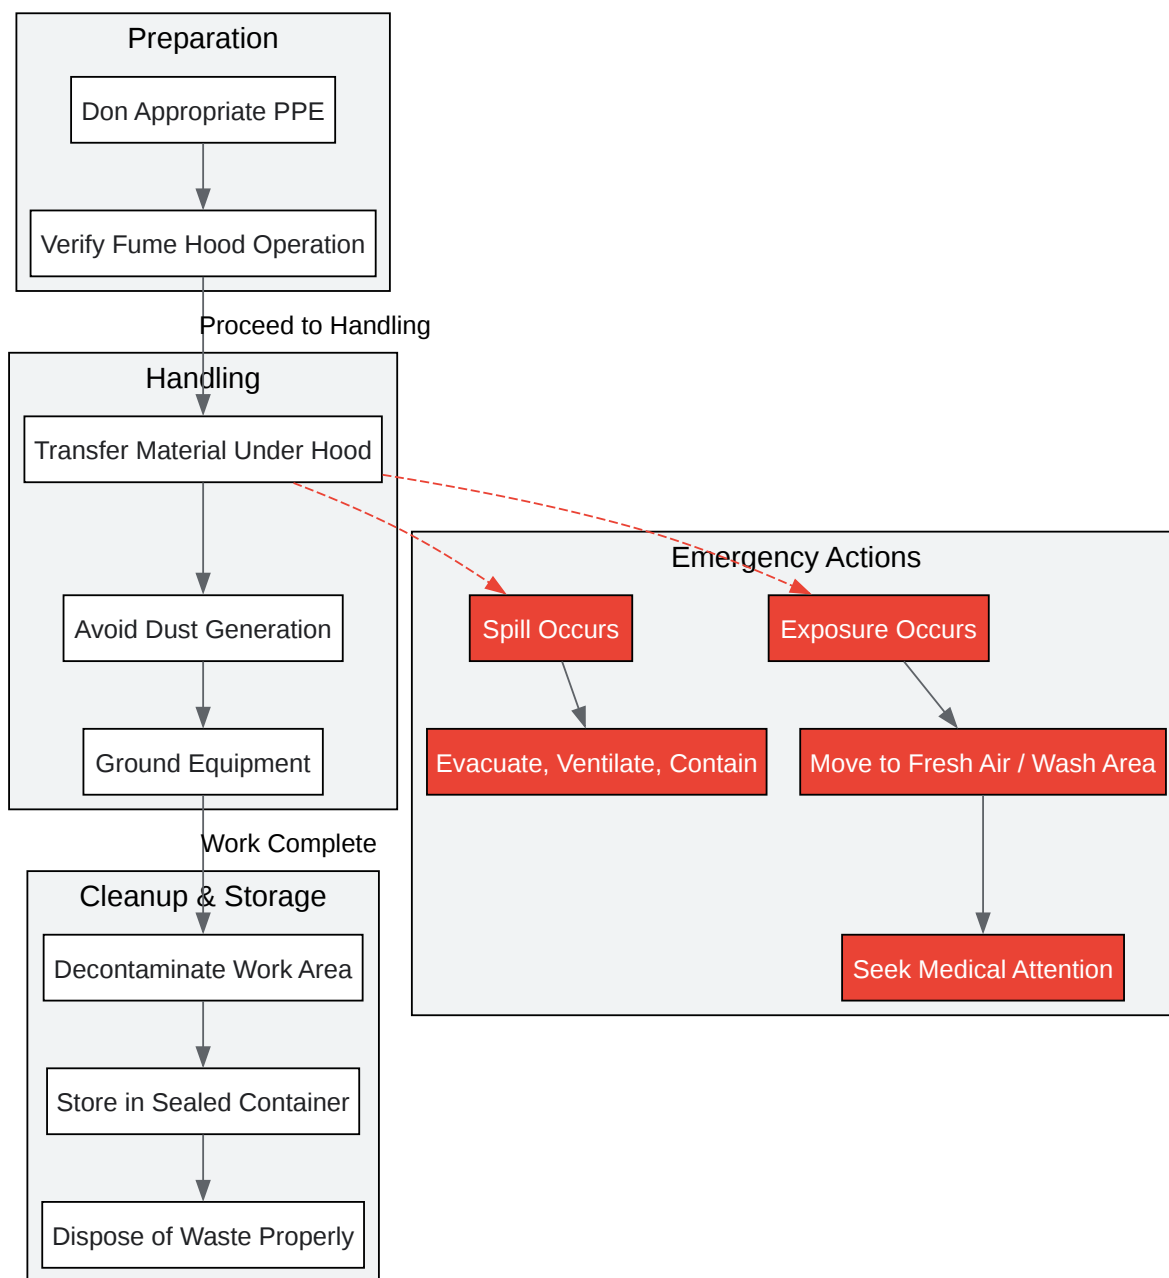 Preparation
Don Appropriate PPE
Verify Fume Hood Operation
Proceed to Handling
Handling
Transfer Material Under Hood
Avoid Dust Generation
Ground Equipment
Work Complete
Cleanup & Storage
Decontaminate Work Area
Store in Sealed Container
Dispose of Waste Properly
Emergency Actions
Spill Occurs
Exposure Occurs
Evacuate, Ventilate, Contain
Move to Fresh Air / Wash Area
Seek Medical Attention